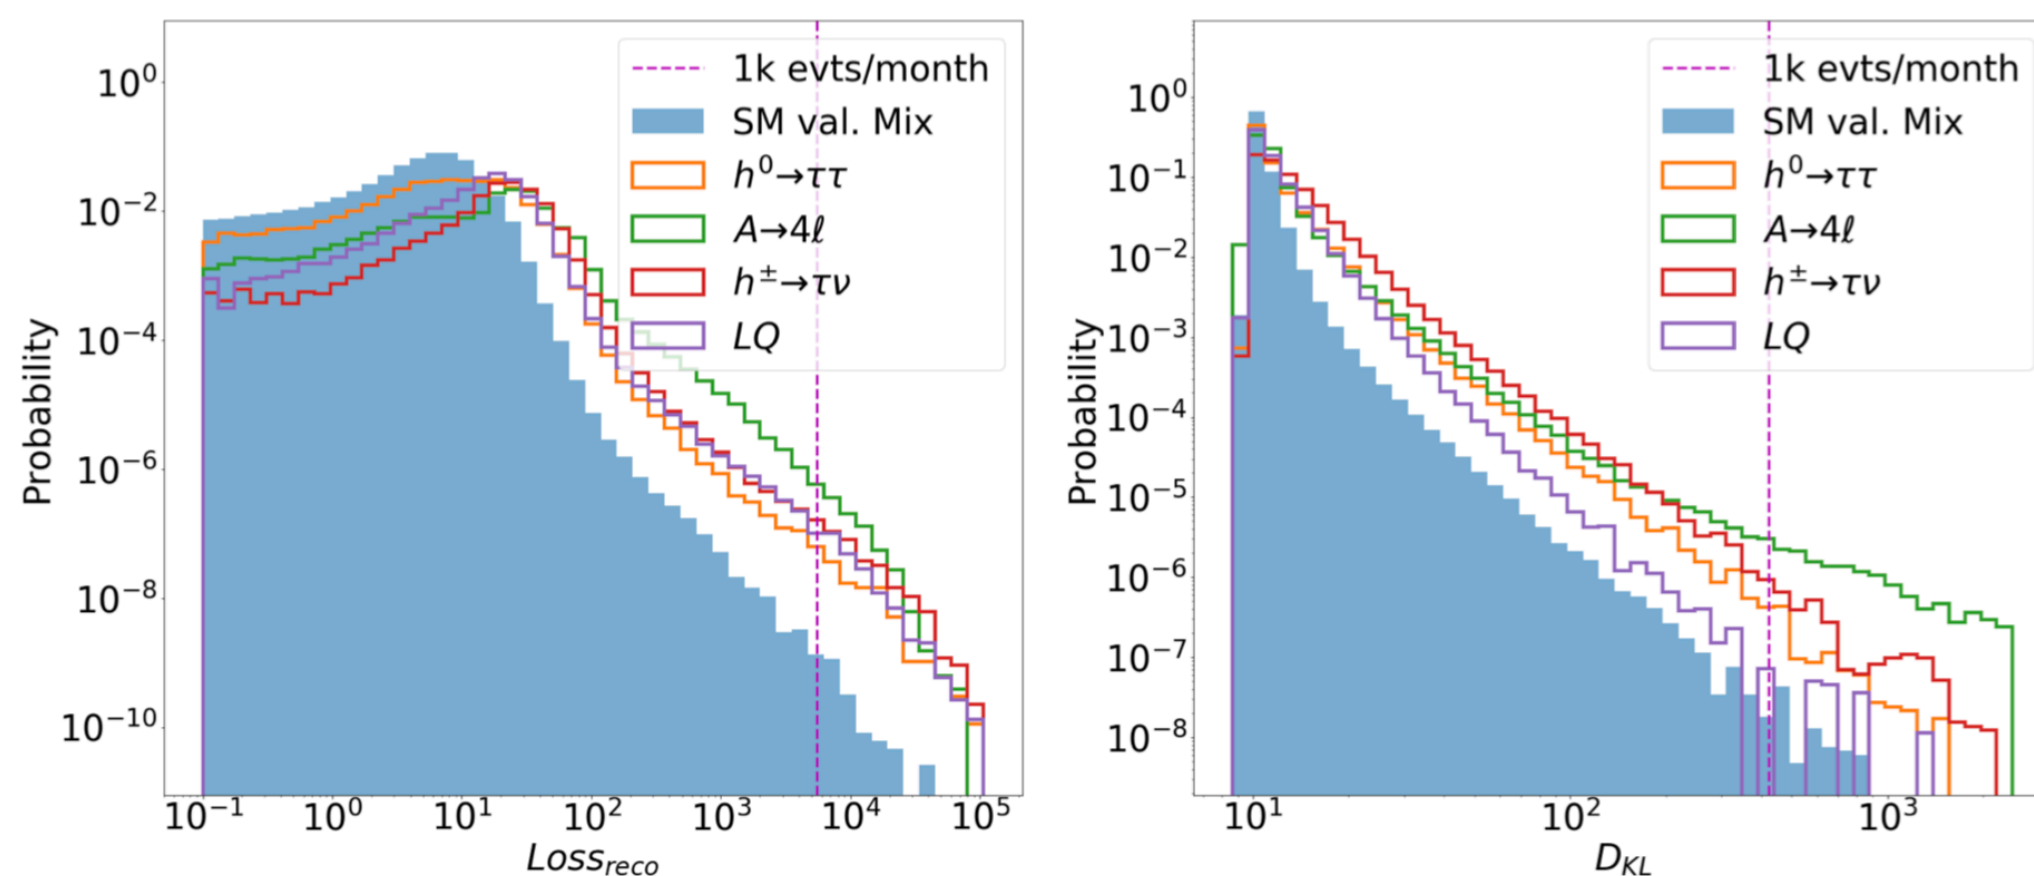 10⁰
10⁻²
10⁻⁴
10⁻⁶
10⁻⁸
10⁻¹⁰
Probability
1k evts/month
SM val. Mix
h⁰→ττ
A→4ℓ
h±→τν
LQ
10⁻¹ 10⁰ 10¹ 10² 10³ 10⁴ 10⁵
Loss_reco
10⁰
10⁻¹
10⁻²
10⁻³
10⁻⁴
10⁻⁵
10⁻⁶
10⁻⁷
10⁻⁸
Probability
1k evts/month
SM val. Mix
h⁰→ττ
A→4ℓ
h±→τν
LQ
10¹ 10² 10³
D_KL